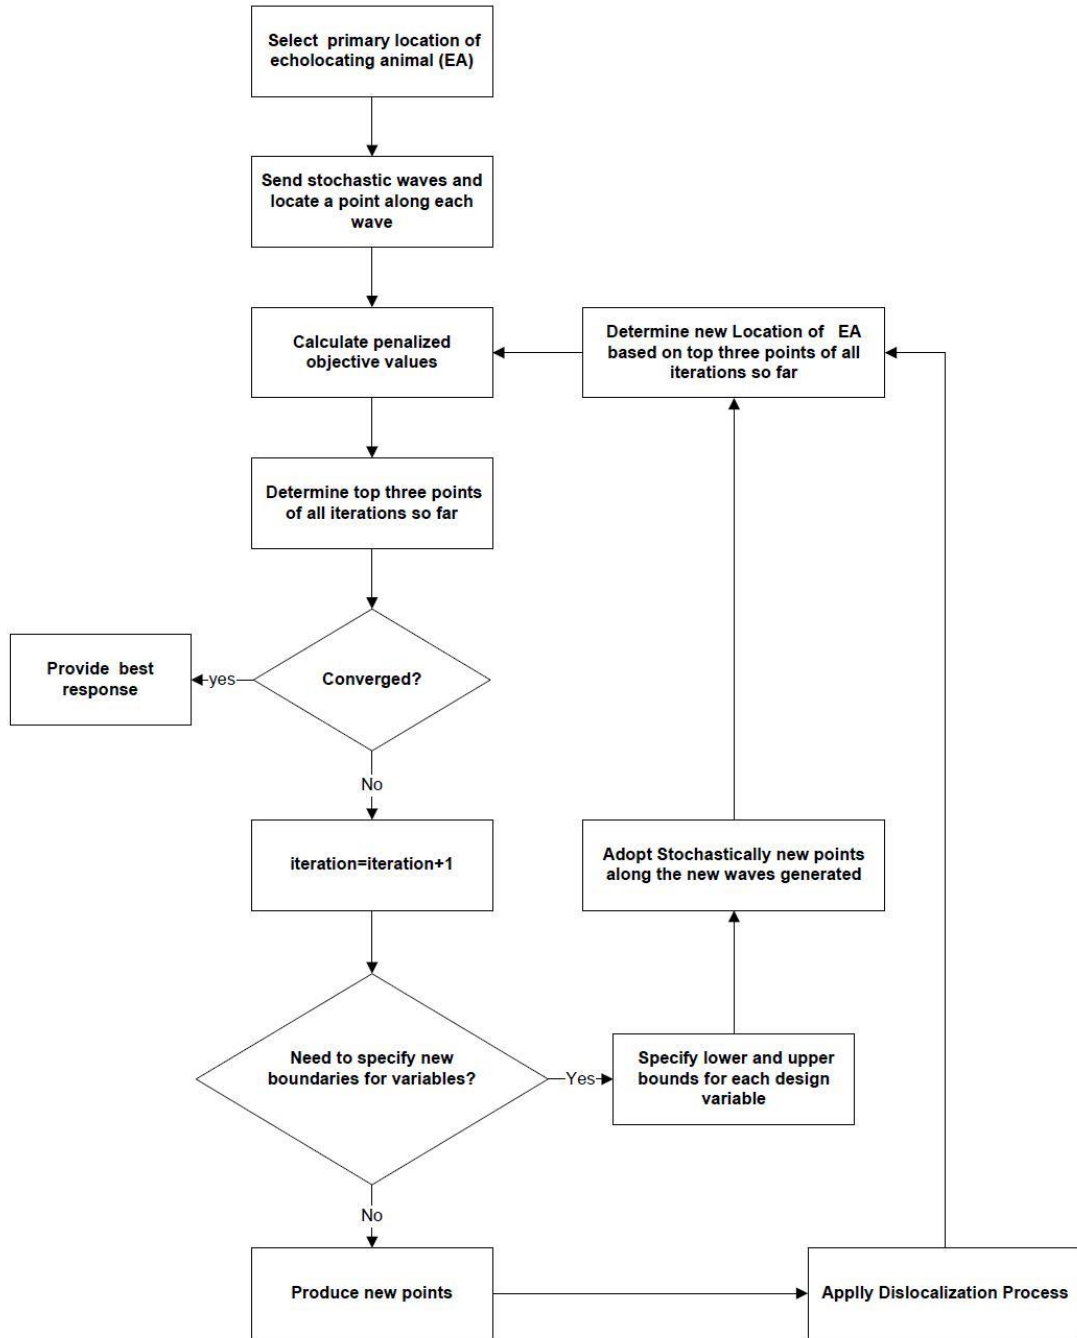 Select primary location of
echolocating animal (EA)
Send stochastic waves and
locate a point along each
wave
Calculate penalized
objective values
Determine new Location of EA
based on top three points of all
iterations so far
Determine top three points
of all iterations so far
Provide best
response
yes
Converged?
No
iteration=iteration+1
Adopt Stochastically new points
along the new waves generated
Need to specify new
boundaries for variables?
Yes
Specify lower and upper
bounds for each design
variable
No
Produce new points
Applly Dislocalization Process